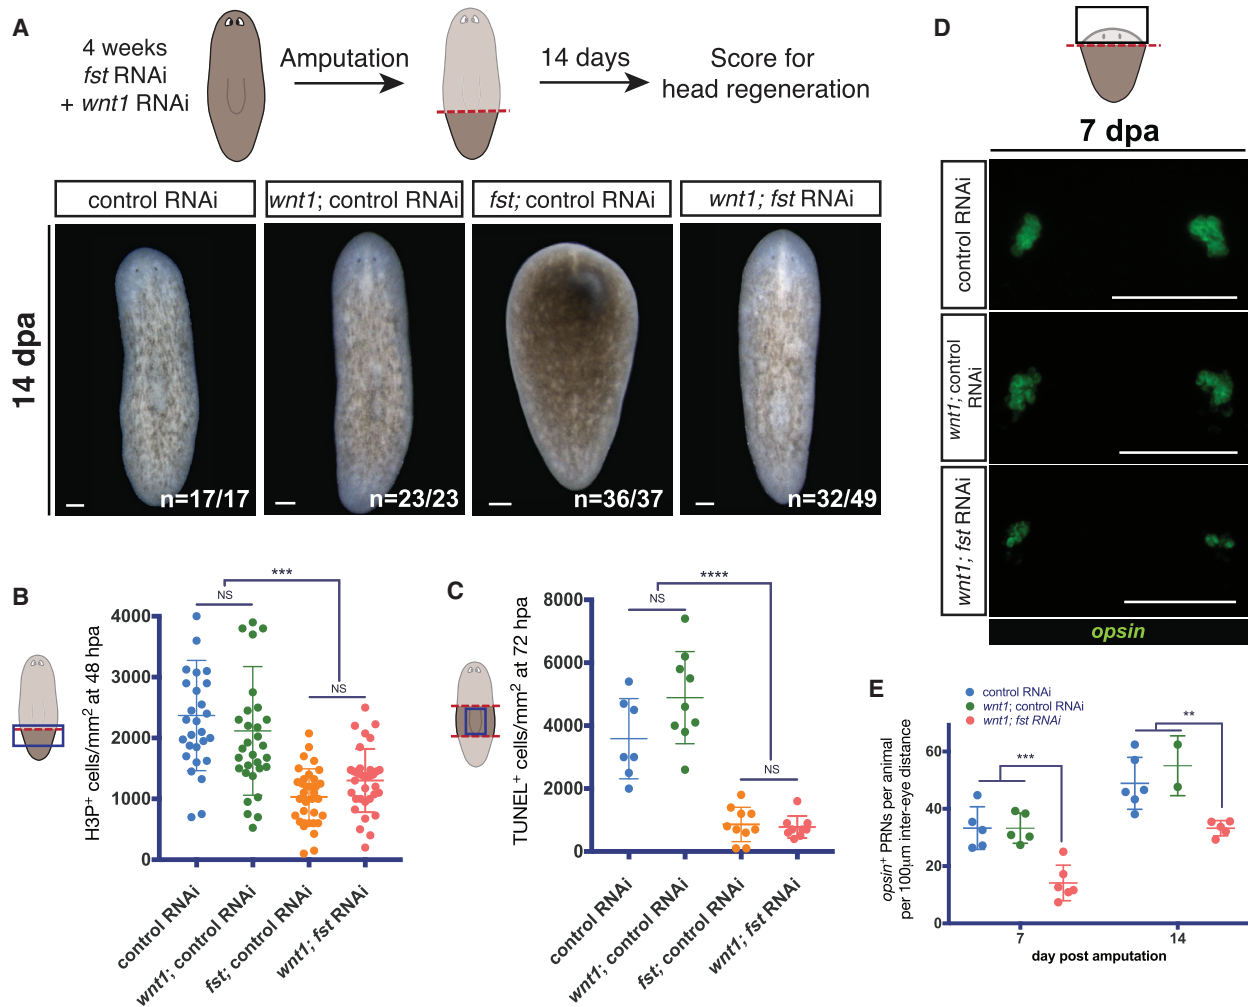 A
4 weeks
fst RNAi
+ wnt1 RNAi
Amputation
14 days
Score for
head regeneration
control RNAi
wnt1; control RNAi
fst; control RNAi
wnt1; fst RNAi
14 dpa
n=17/17
n=23/23
n=36/37
n=32/49
B
H3P+ cells/mm2 at 48 hpa
4000
3000
2000
1000
0
***
NS
NS
control RNAi
wnt1; control RNAi
fst; control RNAi
wnt1; fst RNAi
C
TUNEL+ cells/mm2 at 72 hpa
8000
6000
4000
2000
0
****
NS
NS
control RNAi
wnt1; control RNAi
fst; control RNAi
wnt1; fst RNAi
D
7 dpa
control RNAi
wnt1; control
RNAi
wnt1; fst RNAi
opsin
E
control RNAi
wnt1; control RNAi
wnt1; fst RNAi
opsin+ PRNs per animal
per 100μm inter-eye distance
60
40
20
0
***
**
7
14
day post amputation